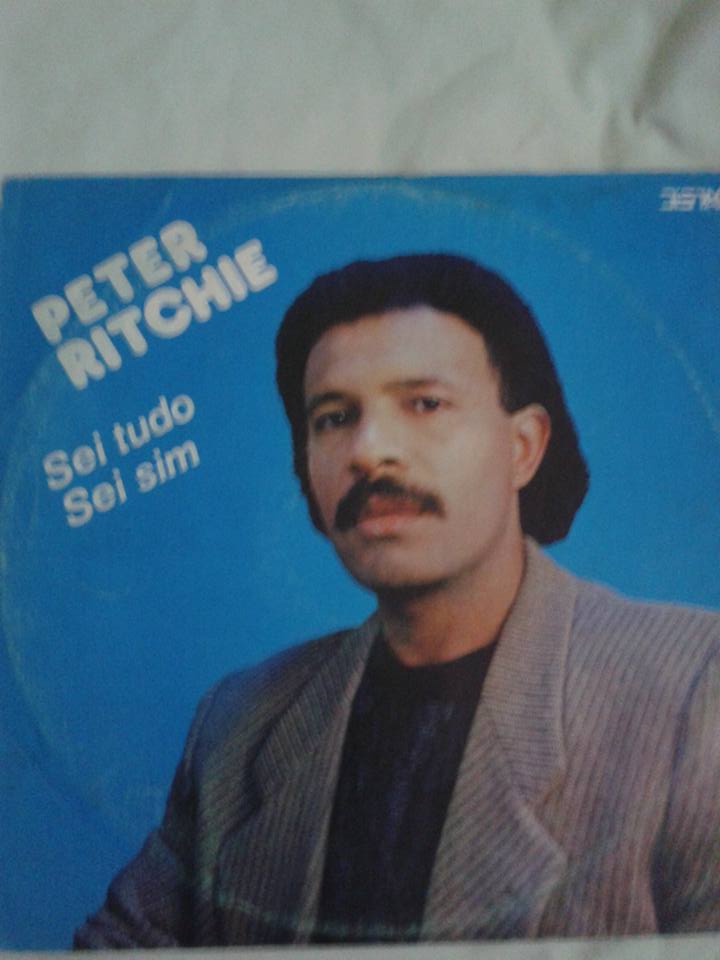 PETER
RITCHIE
Sei tudo
Sei sim